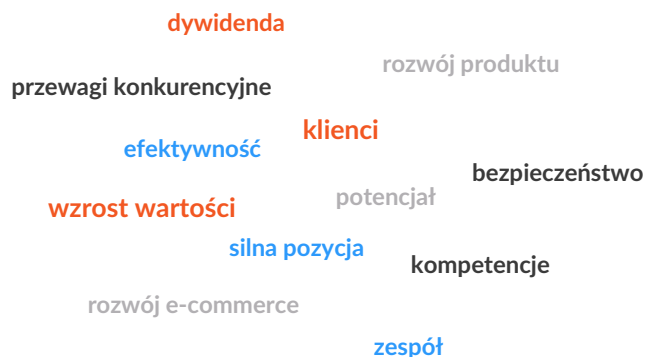 dywidenda
rozwój produktu
przewagi konkurencyjne
klienci
efektywność
bezpieczeństwo
potencjał
wzrost wartości
silna pozycja
kompetencje
rozwój e-commerce
zespół